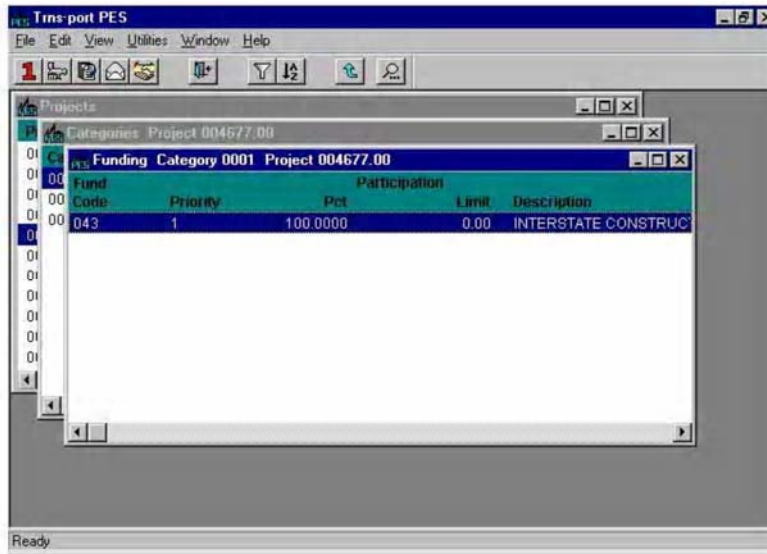 Trns·port PES
File Edit View Utilities Window Help
Projects
Categories Project 004677.00
Funding Category 0001 Project 004677.00
Fund Participation
Code Priority Pct Limit Description
043 1 100.0000 0.00 INTERSTATE CONSTRUC
Ready